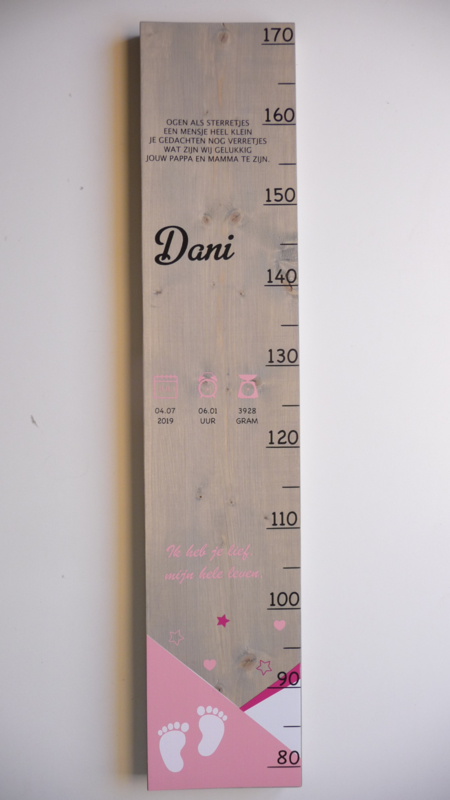 170
160
OGEN ALS STERRETJES
EEN MENSJE HEEL KLEIN
JE GEDACHTEN NOG VERRETJES
WAT ZIJN WIJ GELUKKIG
JOUW PAPPA EN MAMMA TE ZIJN.
150
Dani
140
130
04.07 06.01 3928
2019 UUR GRAM
120
110
Ik heb je lief
mijn hele leven
100
90
80